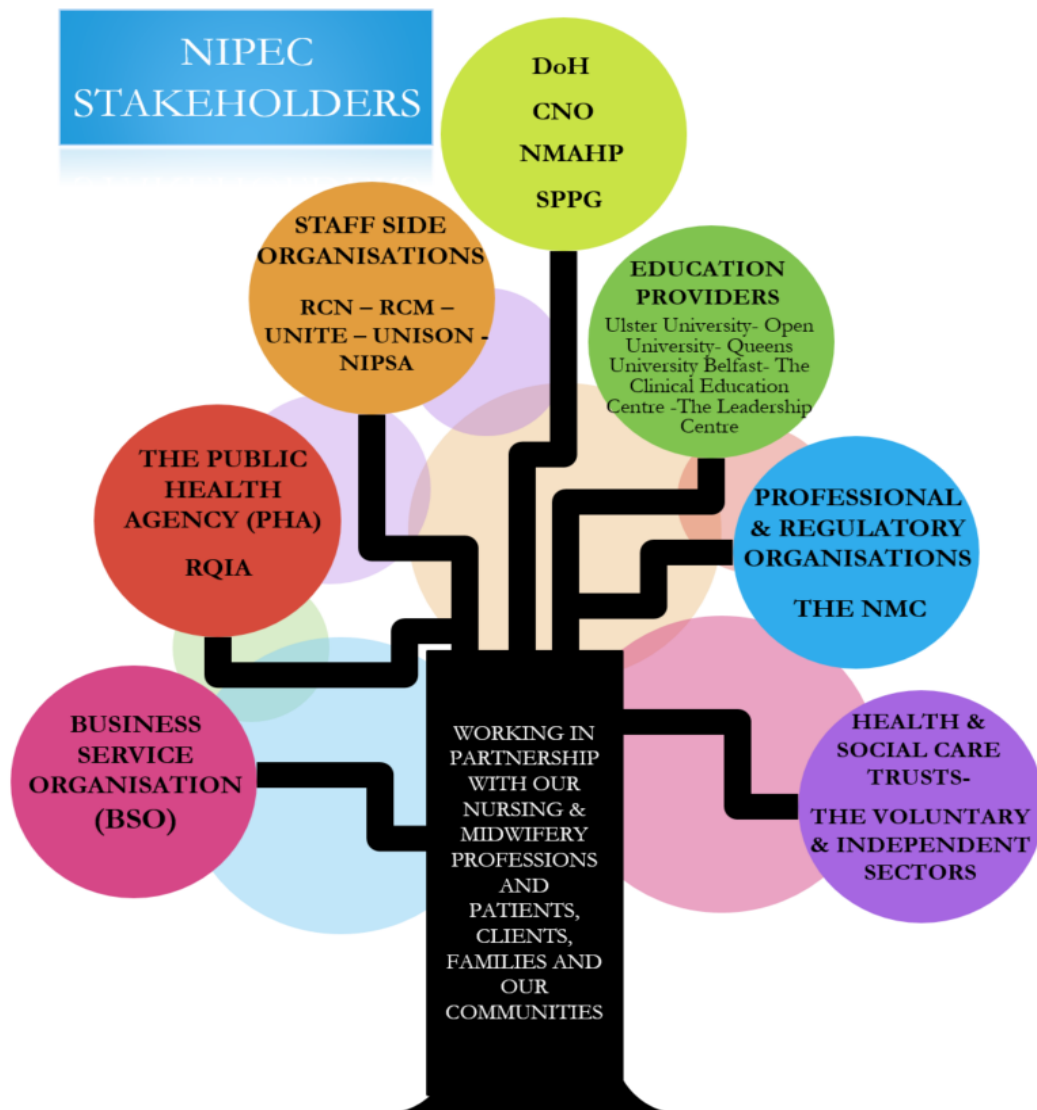 NIPEC
STAKEHOLDERS
DoH
CNO
NMAHP
SPPG
STAFF SIDE
ORGANISATIONS
RCN – RCM –
UNITE – UNISON -
NIPSA
EDUCATION
PROVIDERS
Ulster University- Open
University- Queens
University Belfast- The
Clinical Education
Centre -The Leadership
Centre
THE PUBLIC
HEALTH
AGENCY (PHA)
RQIA
PROFESSIONAL
& REGULATORY
ORGANISATIONS
THE NMC
BUSINESS
SERVICE
ORGANISATION
(BSO)
HEALTH &
SOCIAL CARE
TRUSTS-
THE VOLUNTARY
& INDEPENDENT
SECTORS
WORKING IN
PARTNERSHIP
WITH OUR
NURSING &
MIDWIFERY
PROFESSIONS
AND
PATIENTS,
CLIENTS,
FAMILIES AND
OUR
COMMUNITIES